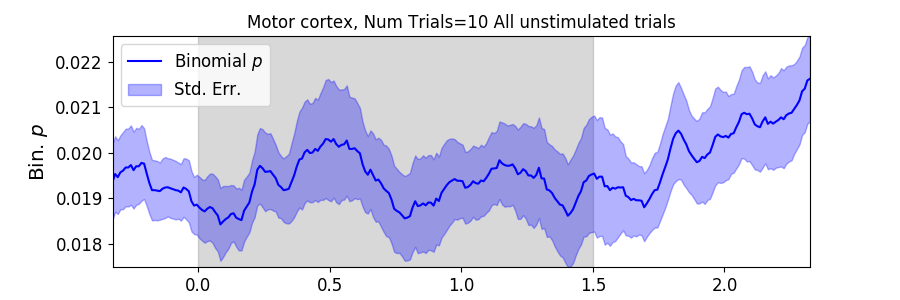 Motor cortex, Num Trials=10 All unstimulated trials
Bin. p
0.022
0.021
0.020
0.019
0.018
Binomial p
Std. Err.
0.0 0.5 1.0 1.5 2.0